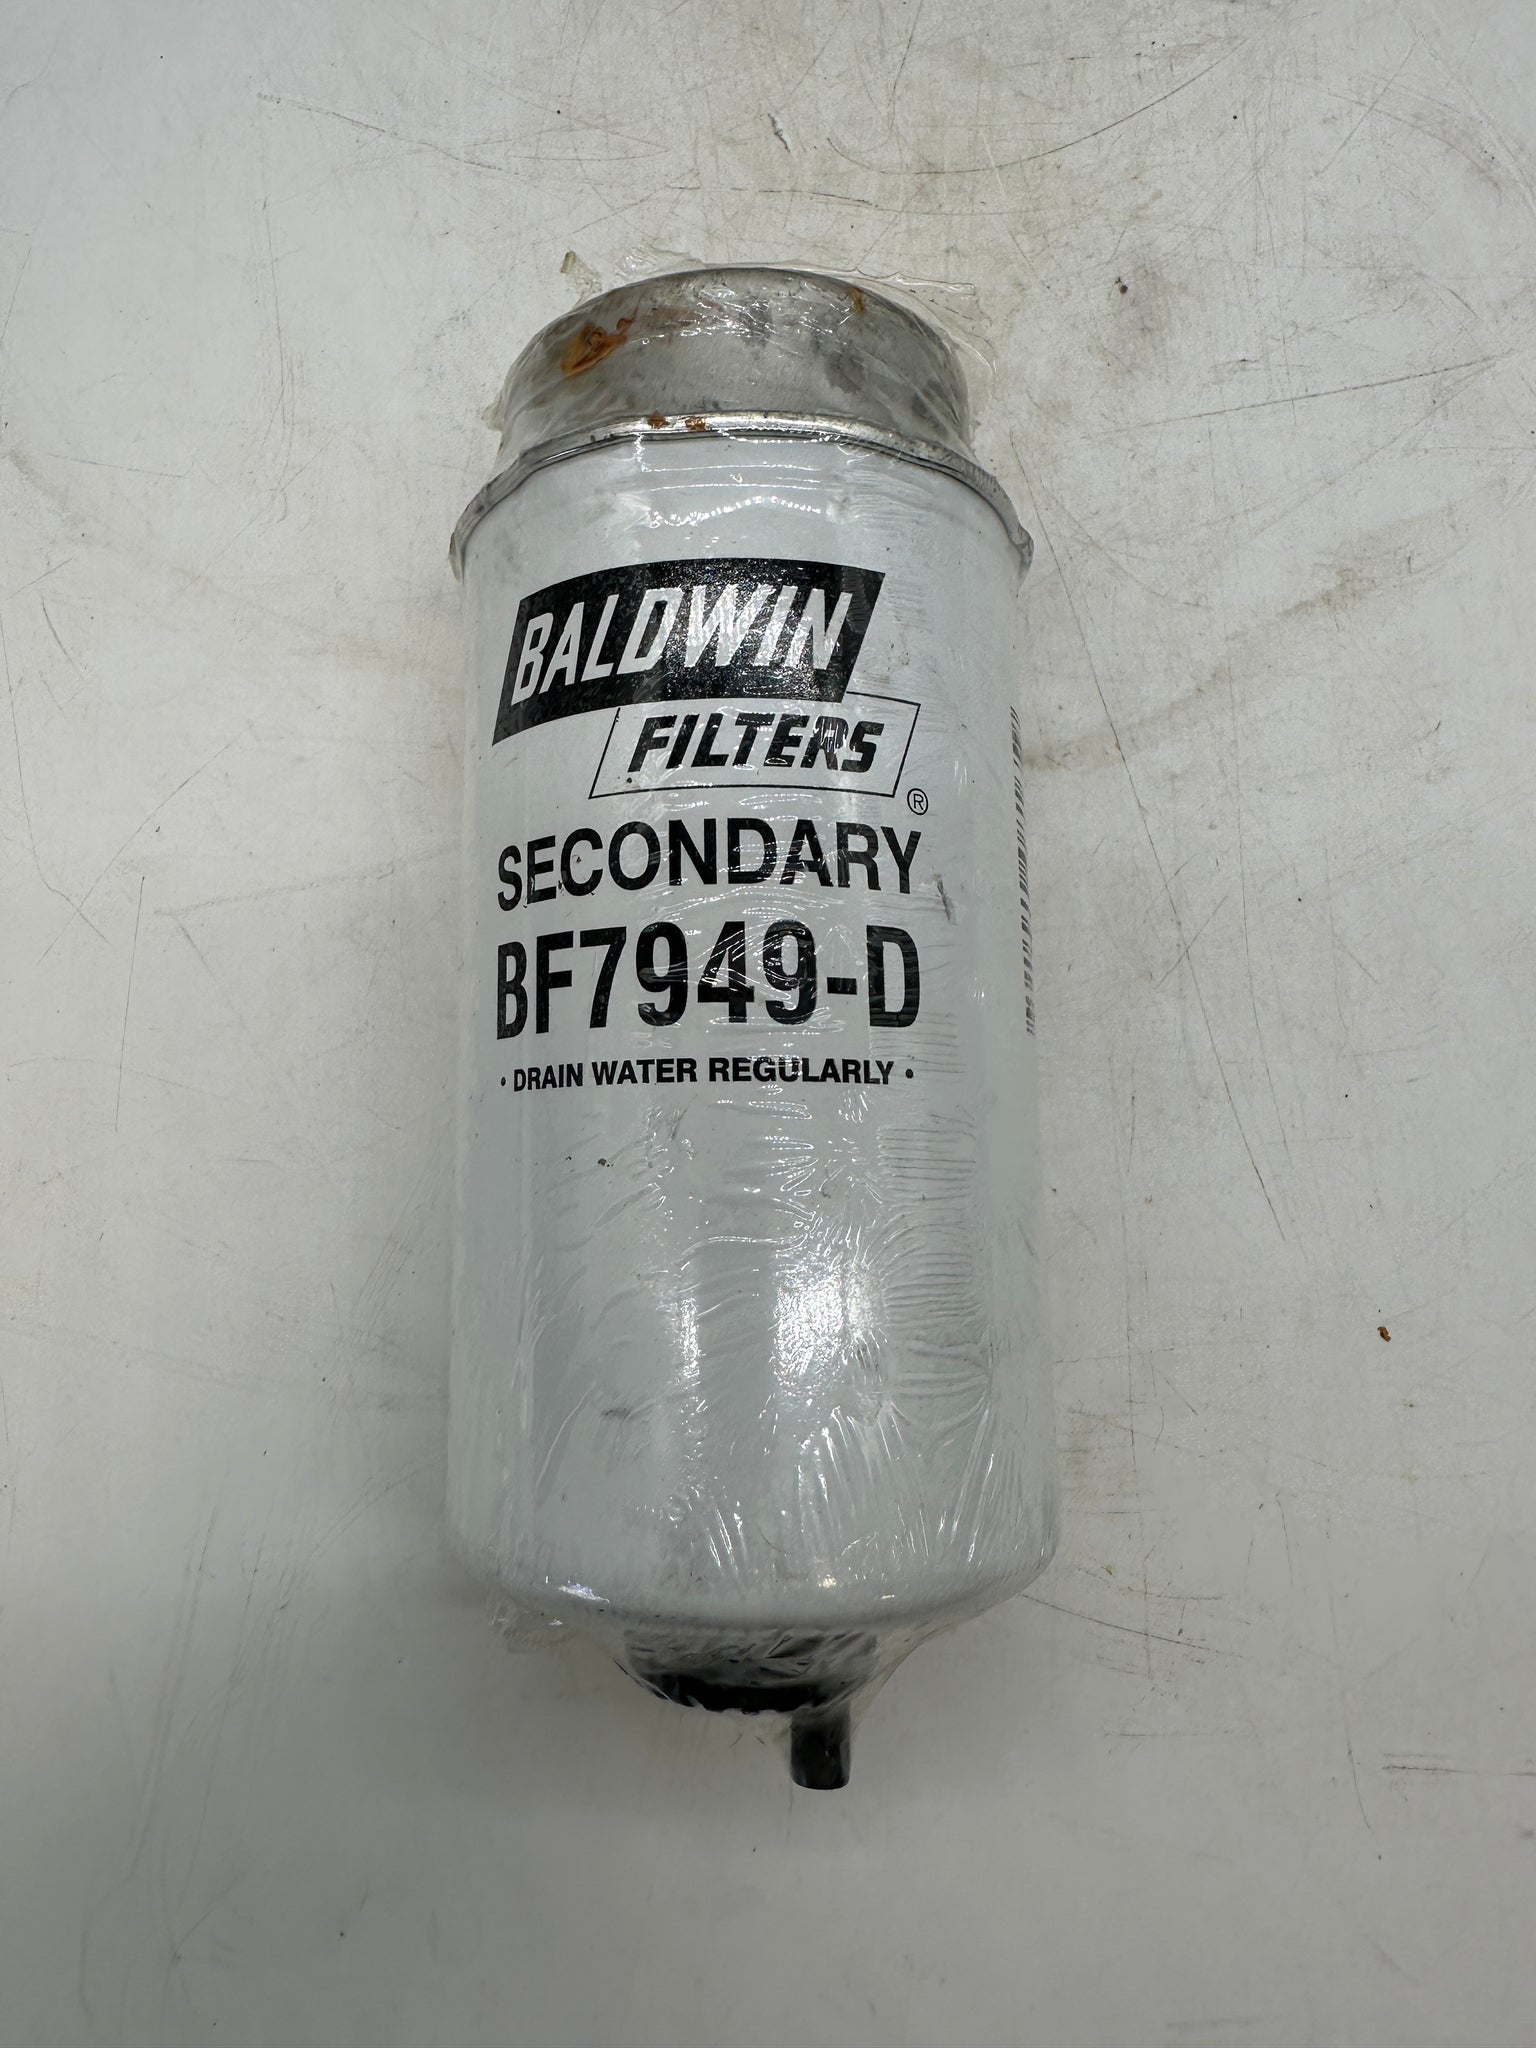 BALDWIN
FILTERS
®
SECONDARY
BF7949-D
· DRAIN WATER REGULARLY ·